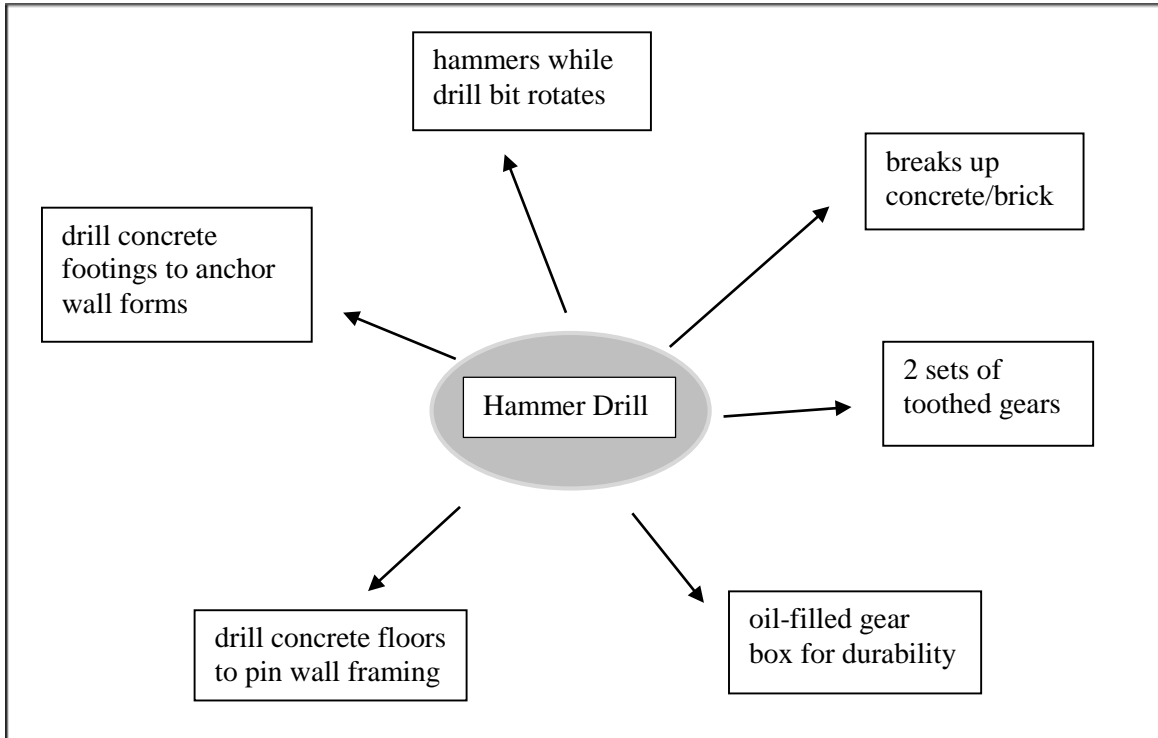 hammers while
drill bit rotates
breaks up
concrete/brick
drill concrete
footings to anchor
wall forms
2 sets of
toothed gears
Hammer Drill
drill concrete floors
to pin wall framing
oil-filled gear
box for durability